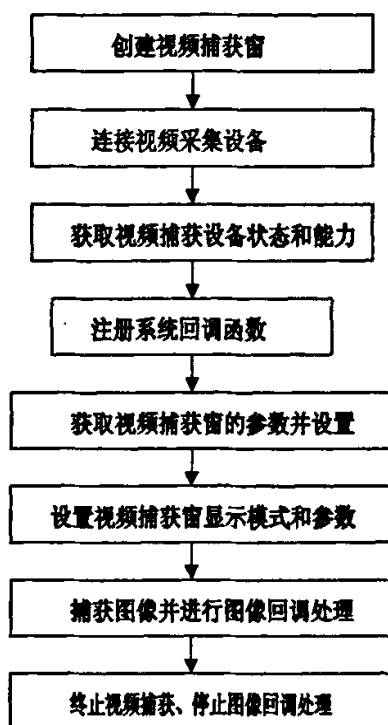 创建视频捕获窗
连接视频采集设备
获取视频捕获设备状态和能力
注册系统回调函数
获取视频捕获窗的参数并设置
设置视频捕获窗显示模式和参数
捕获图像并进行图像回调处理
终止视频捕获、停止图像回调处理